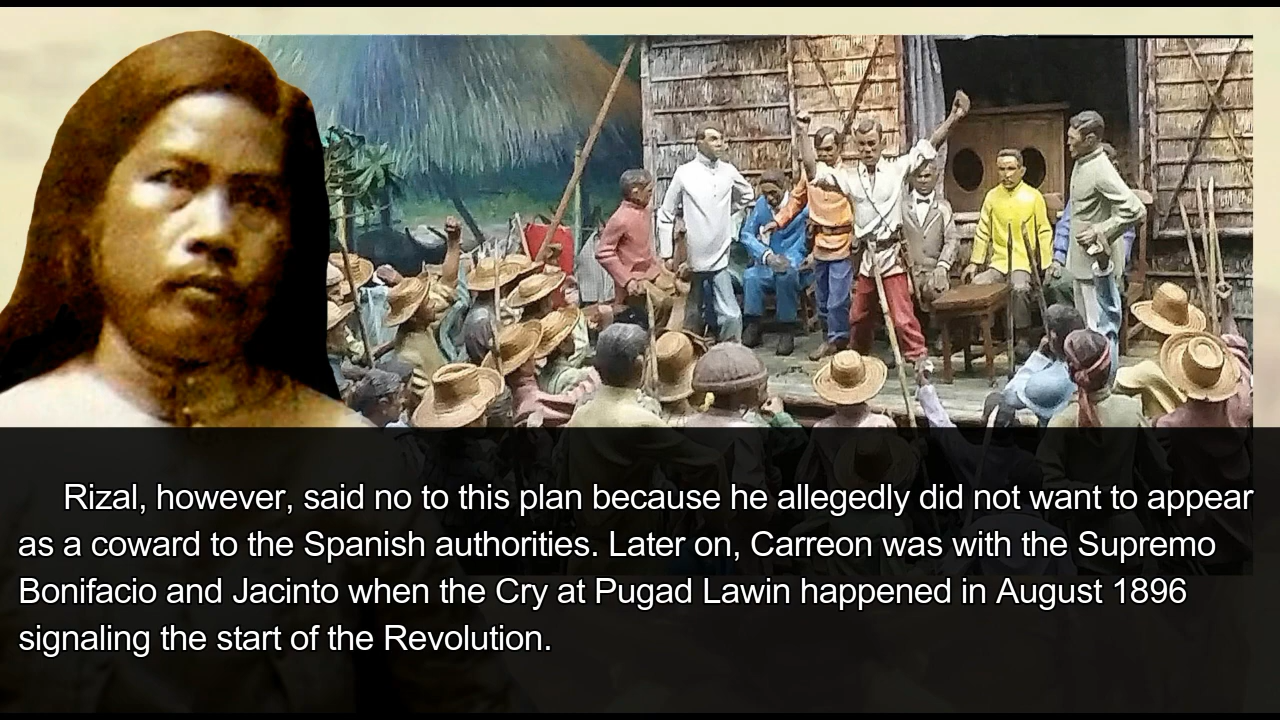 Rizal, however, said no to this plan because he allegedly did not want to appear
as a coward to the Spanish authorities. Later on, Carreon was with the Supremo
Bonifacio and Jacinto when the Cry at Pugad Lawin happened in August 1896
signaling the start of the Revolution.